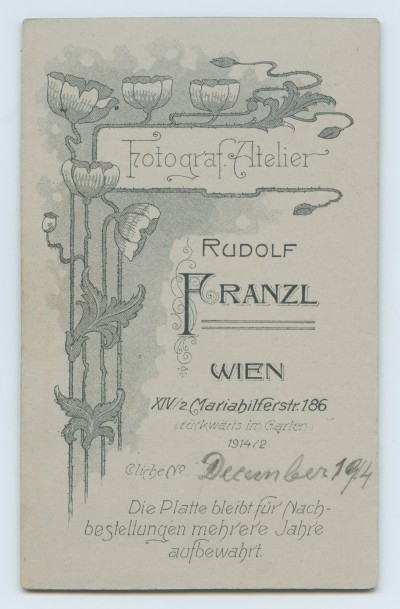 Fotograf. Atelier
RUDOLF
FRANZL
WIEN
XIV/2 Mariahilferstr. 186
(rückwärts im Garten)
1914/2
Cliché Nº December 1914
Die Platte bleibt für Nach-
bestellungen mehrere Jahre
aufbewahrt.